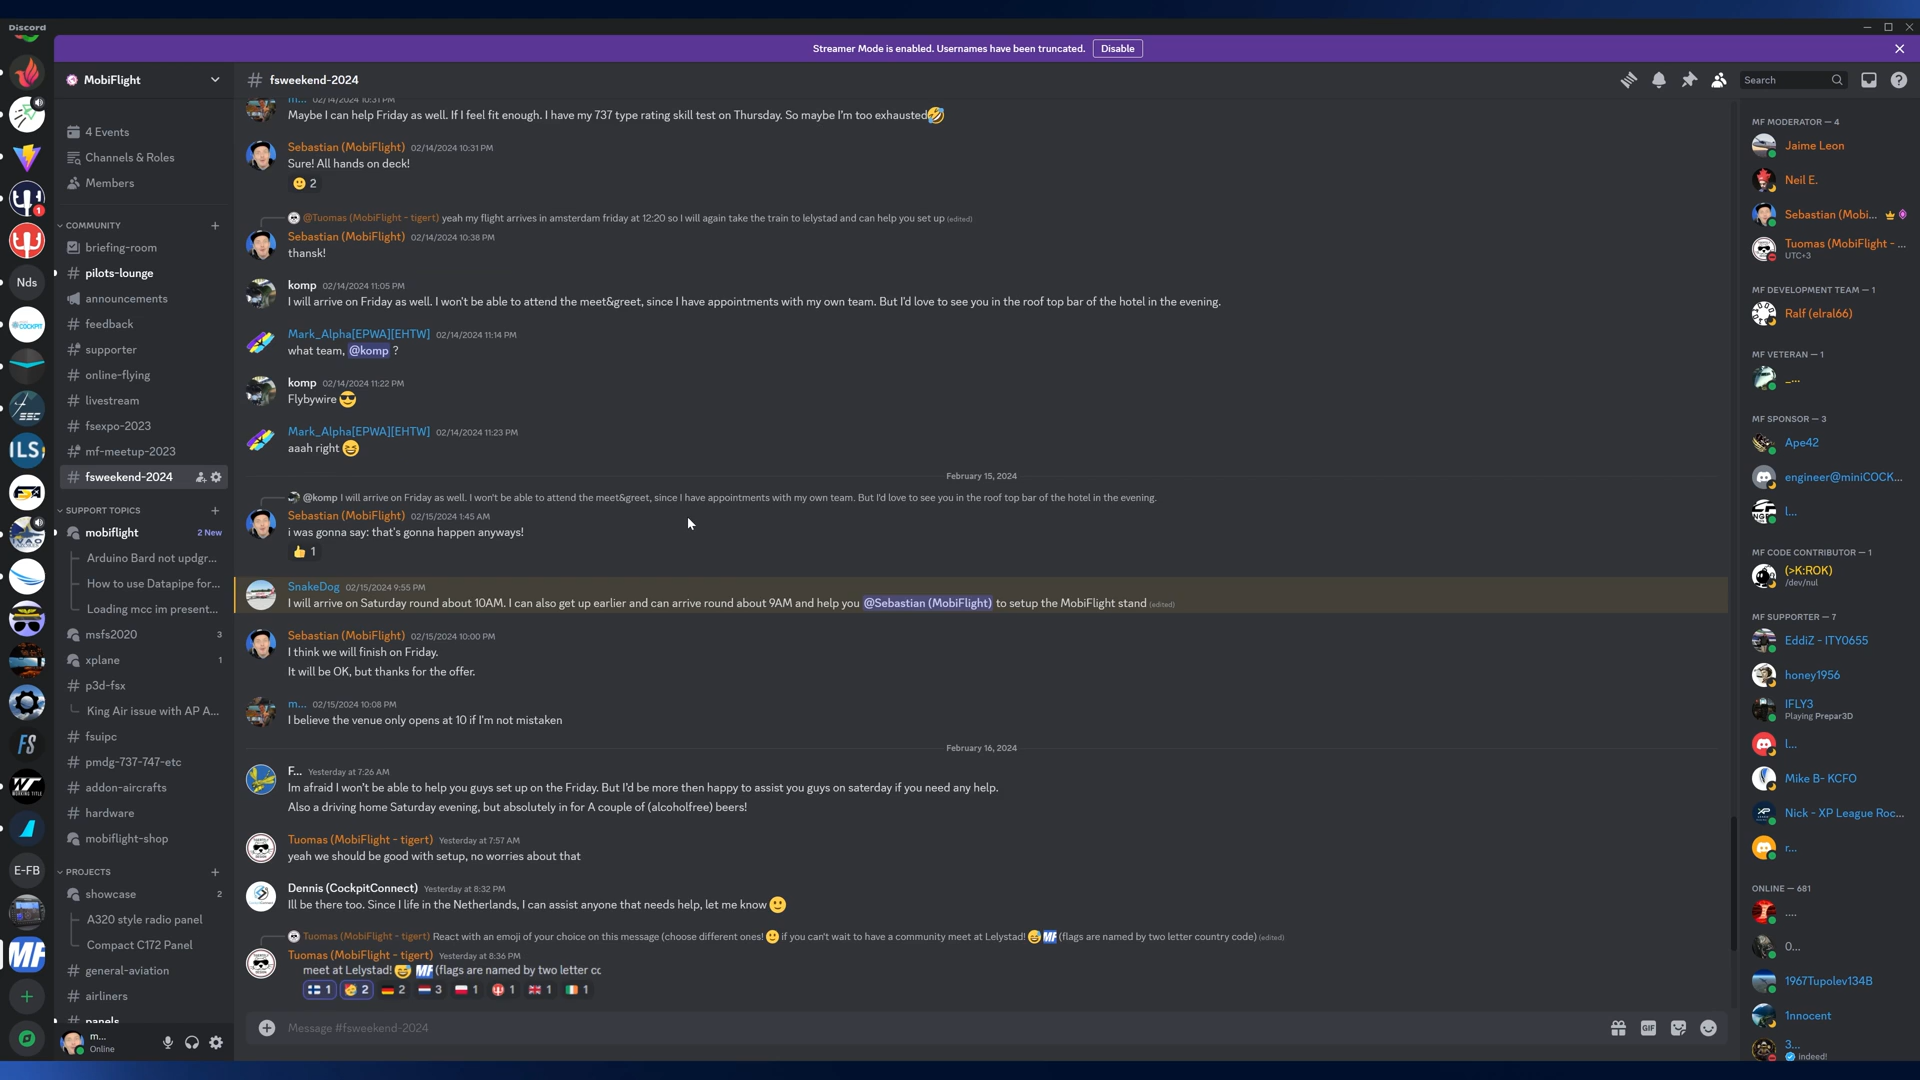 Discord
Streamer Mode is enabled. Usernames have been truncated.
Disable
MobiFlight
fsweekend-2024
Search
Nds
COCKPIT
SEC
ILS
IVAO
FS
WORKING TITLE
E-FB
MF
1
4 Events
Channels & Roles
Members
COMMUNITY
briefing-room
pilots-lounge
announcements
feedback
supporter
online-flying
livestream
fsexpo-2023
mf-meetup-2023
fsweekend-2024
SUPPORT TOPICS
mobiflight
2 New
Arduino Bard not updgr...
How to use Datapipe for...
Loading mcc im present...
msfs2020
3
xplane
1
p3d-fsx
King Air issue with AP A...
fsuipc
pmdg-737-747-etc
addon-aircrafts
hardware
mobiflight-shop
PROJECTS
showcase
2
A320 style radio panel
Compact C172 Panel
general-aviation
airliners
panels
m...
Online
m... 02/14/2024 10:31 PM
Maybe I can help Friday as well. If I feel fit enough. I have my 737 type rating skill test on Thursday. So maybe I'm too exhausted🤣
Sebastian (MobiFlight) 02/14/2024 10:31 PM
Sure! All hands on deck!
🙂 2
@Tuomas (MobiFlight - tigert) yeah my flight arrives in amsterdam friday at 12:20 so I will again take the train to lelystad and can help you set up (edited)
Sebastian (MobiFlight) 02/14/2024 10:38 PM
thansk!
komp 02/14/2024 11:05 PM
I will arrive on Friday as well. I won't be able to attend the meet&greet, since I have appointments with my own team. But I'd love to see you in the roof top bar of the hotel in the evening.
Mark_Alpha[EPWA][EHTW] 02/14/2024 11:14 PM
what team, @komp ?
komp 02/14/2024 11:22 PM
Flybywire 😎
Mark_Alpha[EPWA][EHTW] 02/14/2024 11:23 PM
aaah right 😆
February 15, 2024
@komp I will arrive on Friday as well. I won't be able to attend the meet&greet, since I have appointments with my own team. But I'd love to see you in the roof top bar of the hotel in the evening.
Sebastian (MobiFlight) 02/15/2024 1:45 AM
i was gonna say: that's gonna happen anyways!
👍 1
SnakeDog 02/15/2024 9:55 PM
I will arrive on Saturday round about 10AM. I can also get up earlier and can arrive round about 9AM and help you @Sebastian (MobiFlight) to setup the MobiFlight stand (edited)
Sebastian (MobiFlight) 02/15/2024 10:00 PM
I think we will finish on Friday.
It will be OK, but thanks for the offer.
m... 02/15/2024 10:08 PM
I believe the venue only opens at 10 if I'm not mistaken
February 16, 2024
F... Yesterday at 7:26 AM
Im afraid I won't be able to help you guys set up on the Friday. But I'd be more then happy to assist you guys on saterday if you need any help.
Also a driving home Saturday evening, but absolutely in for A couple of (alcoholfree) beers!
Tuomas (MobiFlight - tigert) Yesterday at 7:57 AM
yeah we should be good with setup, no worries about that
Dennis (CockpitConnect) Yesterday at 8:32 PM
Ill be there too. Since I life in the Netherlands, I can assist anyone that needs help, let me know 🙂
Tuomas (MobiFlight - tigert) React with an emoji of your choice on this message (choose different ones! 🙂 if you can't wait to have a community meet at Lelystad! 😅 MF (flags are named by two letter country code) (edited)
Tuomas (MobiFlight - tigert) Yesterday at 8:36 PM
meet at Lelystad! 😅 MF (flags are named by two letter cc
🇫🇮 1 🥳 2 🇩🇪 2 🇳🇱 3 🇵🇱 1 1 🇬🇧 1 🇮🇪 1
Message #fsweekend-2024
GIF
MF MODERATOR — 4
Jaime Leon
Neil E.
Sebastian (Mobi...
Tuomas (MobiFlight - ...
UTC+3
MF DEVELOPMENT TEAM — 1
Ralf (elral66)
MF VETERAN — 1
_...
MF SPONSOR — 3
Ape42
engineer@miniCOCK...
l...
MF CODE CONTRIBUTOR — 1
(>K:ROK)
/dev/nul
MF SUPPORTER — 7
EddiZ - ITY0655
honey1956
IFLY3
Playing Prepar3D
l...
Mike B- KCFO
Nick - XP League Roc...
r...
ONLINE — 681
....
0...
1967Tupolev134B
1nnocent
3...
indeed!